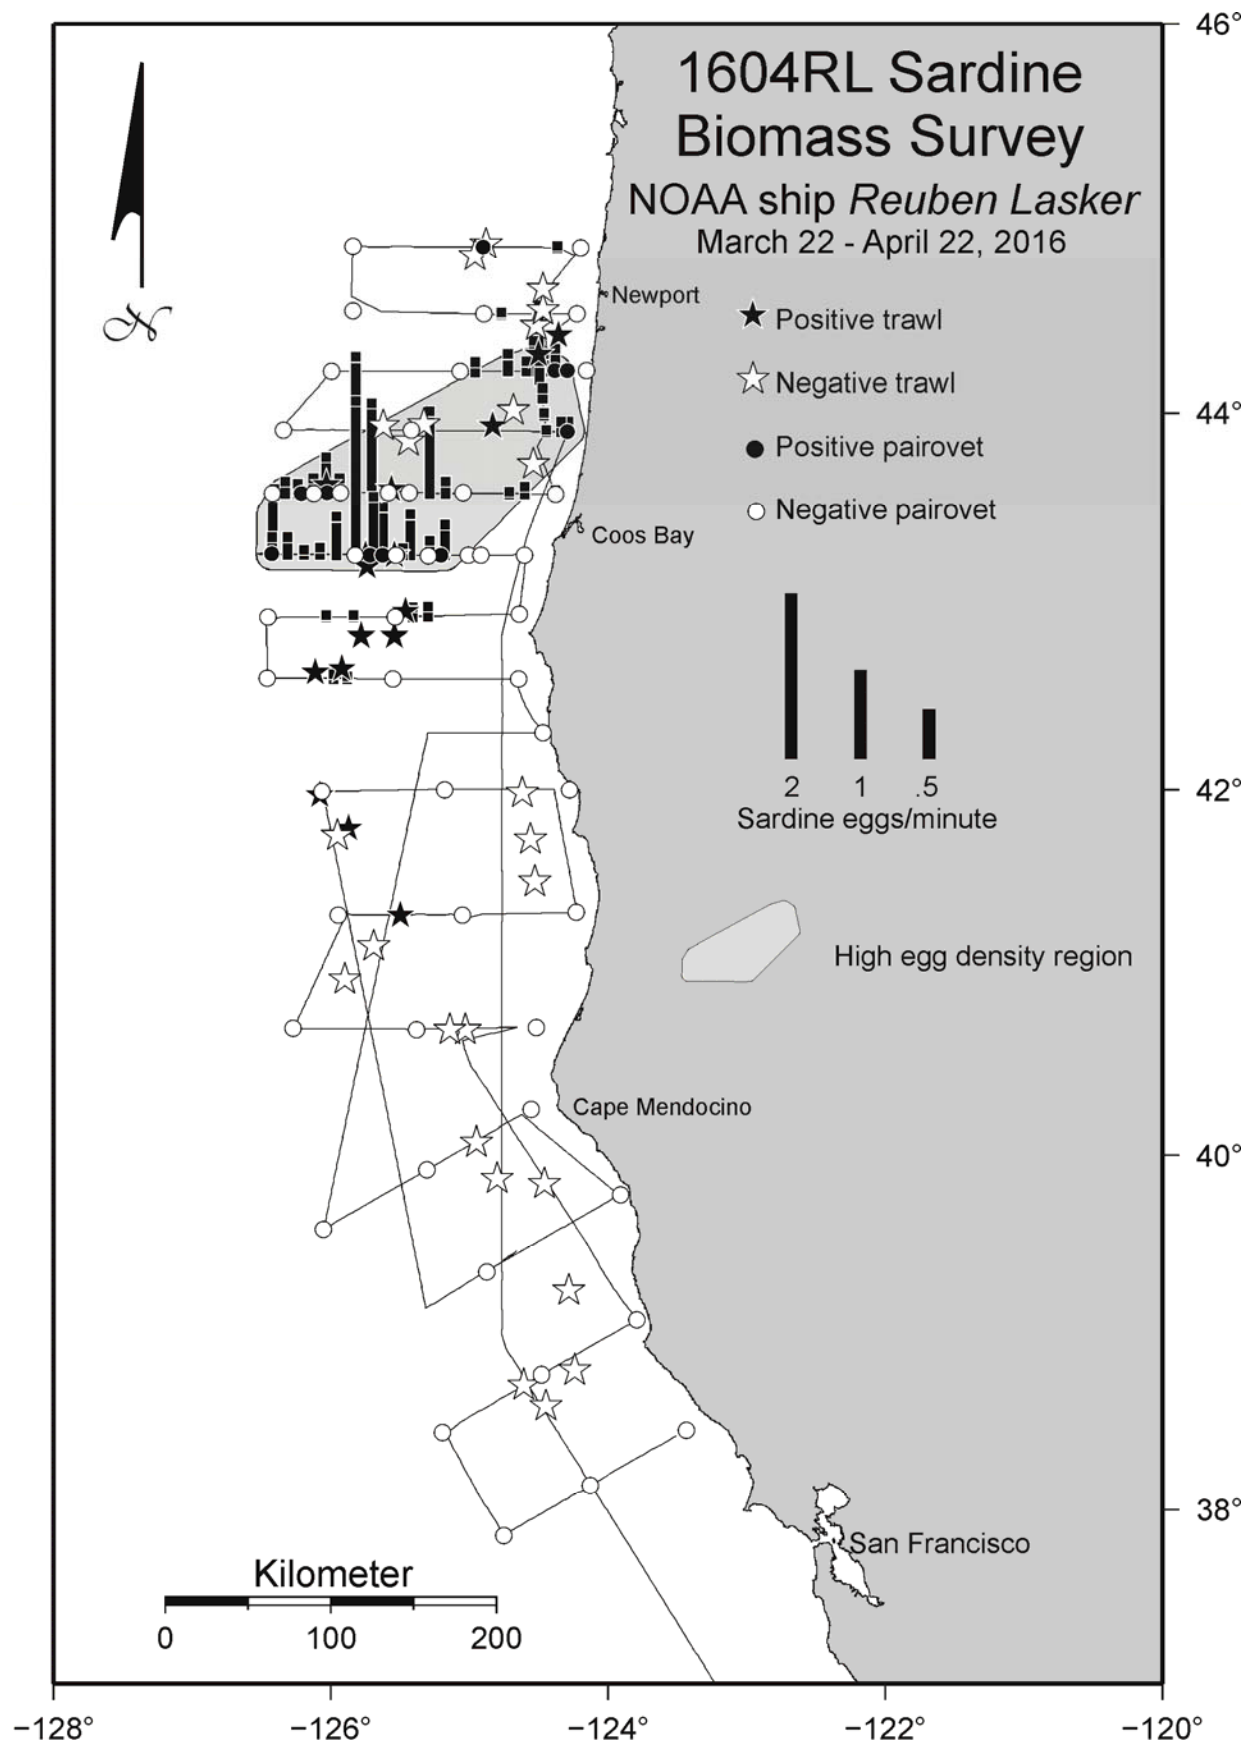 46°
1604RL Sardine
Biomass Survey
NOAA ship Reuben Lasker
March 22 - April 22, 2016
Newport
Positive trawl
Negative trawl
44°
Positive pairovet
Negative pairovet
Coos Bay
N
2 1 .5
42°
Sardine eggs/minute
High egg density region
Cape Mendocino
40°
38°
San Francisco
Kilometer
0 100 200
−128° −126° −124° −122° −120°